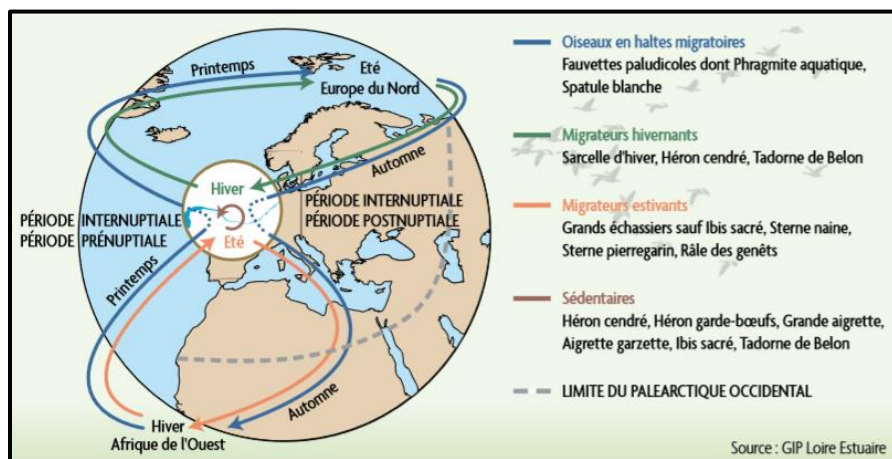 Printemps
Eté
Europe du Nord
Automne
Hiver
PÉRIODE INTERNUPTIALE
PÉRIODE PRÉNUPTIALE
PÉRIODE INTERNUPTIALE
PÉRIODE POSTNUPTIALE
Eté
Printemps
Automne
Hiver
Afrique de l'Ouest
Oiseaux en haltes migratoires
Fauvettes paludicoles dont Phragmite aquatique,
Spatule blanche
Migrateurs hivernants
Sarcelle d'hiver, Héron cendré, Tadorne de Belon
Migrateurs estivants
Grands échassiers sauf Ibis sacré, Sterne naine,
Sterne pierregarin, Râle des genêts
Sédentaires
Héron cendré, Héron garde-bœufs, Grande aigrette,
Aigrette garzette, Ibis sacré, Tadorne de Belon
LIMITE DU PALEARCTIQUE OCCIDENTAL
Source : GIP Loire Estuaire